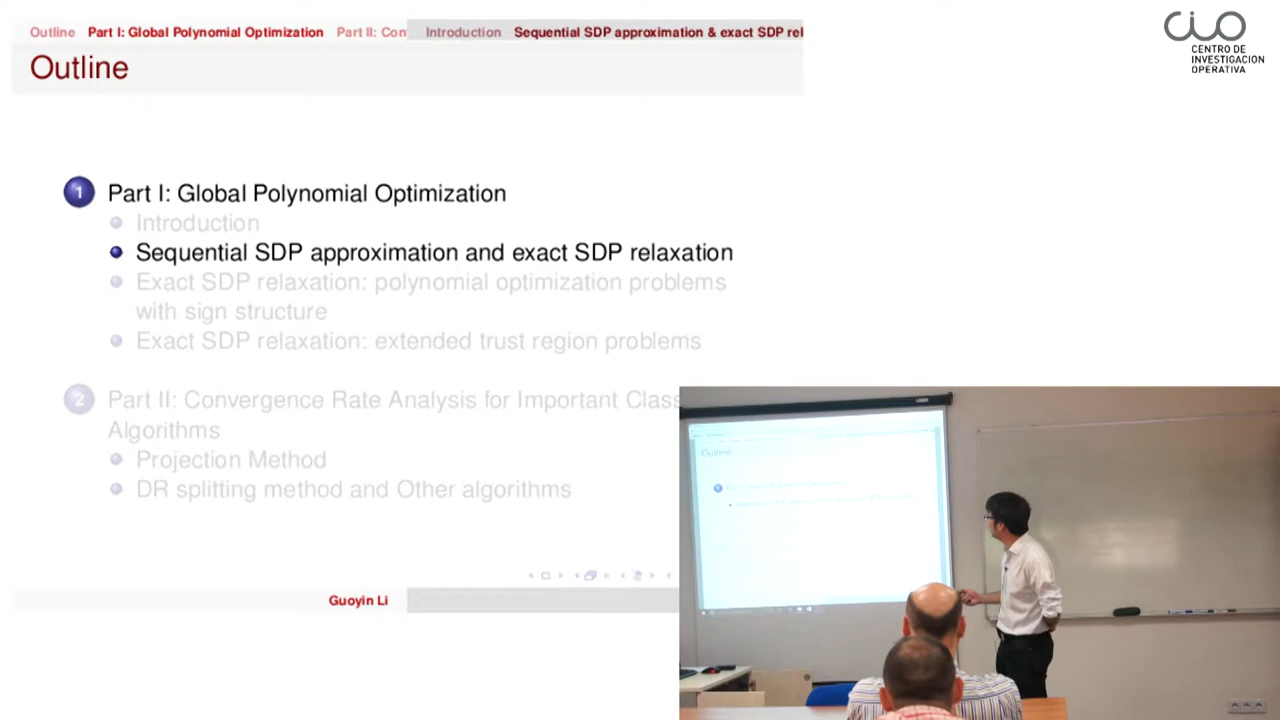 Outline Part I: Global Polynomial Optimization Part II: Con Introduction Sequential SDP approximation & exact SDP rel
Outline
CIO
CENTRO DE
INVESTIGACION
OPERATIVA
1 Part I: Global Polynomial Optimization
Introduction
Sequential SDP approximation and exact SDP relaxation
Exact SDP relaxation: polynomial optimization problems
with sign structure
Exact SDP relaxation: extended trust region problems
2 Part II: Convergence Rate Analysis for Important Class
Algorithms
Projection Method
DR splitting method and Other algorithms
Guoyin Li
Outline